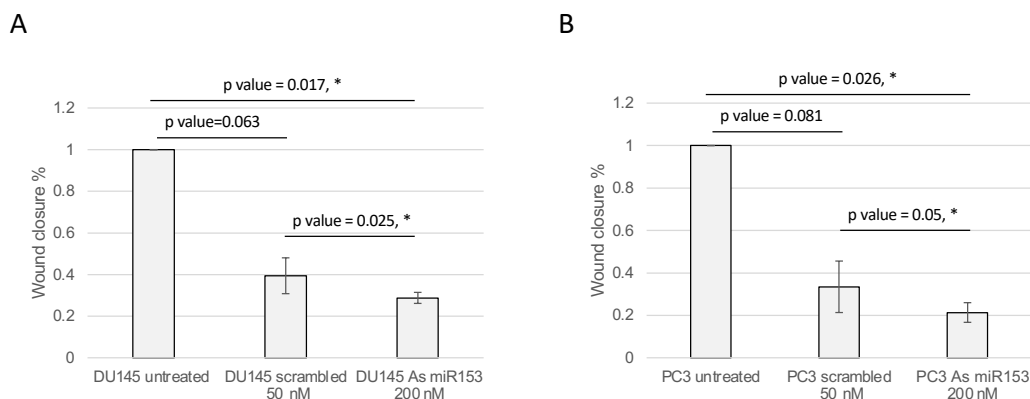 A
p value = 0.017, *
p value=0.063
p value = 0.025, *
Wound closure %
1.2
1
0.8
0.6
0.4
0.2
0
DU145 untreated
DU145 scrambled
50 nM
DU145 As miR153
200 nM
B
p value = 0.026, *
p value = 0.081
p value = 0.05, *
Wound closure %
1.2
1
0.8
0.6
0.4
0.2
0
PC3 untreated
PC3 scrambled
50 nM
PC3 As miR153
200 nM